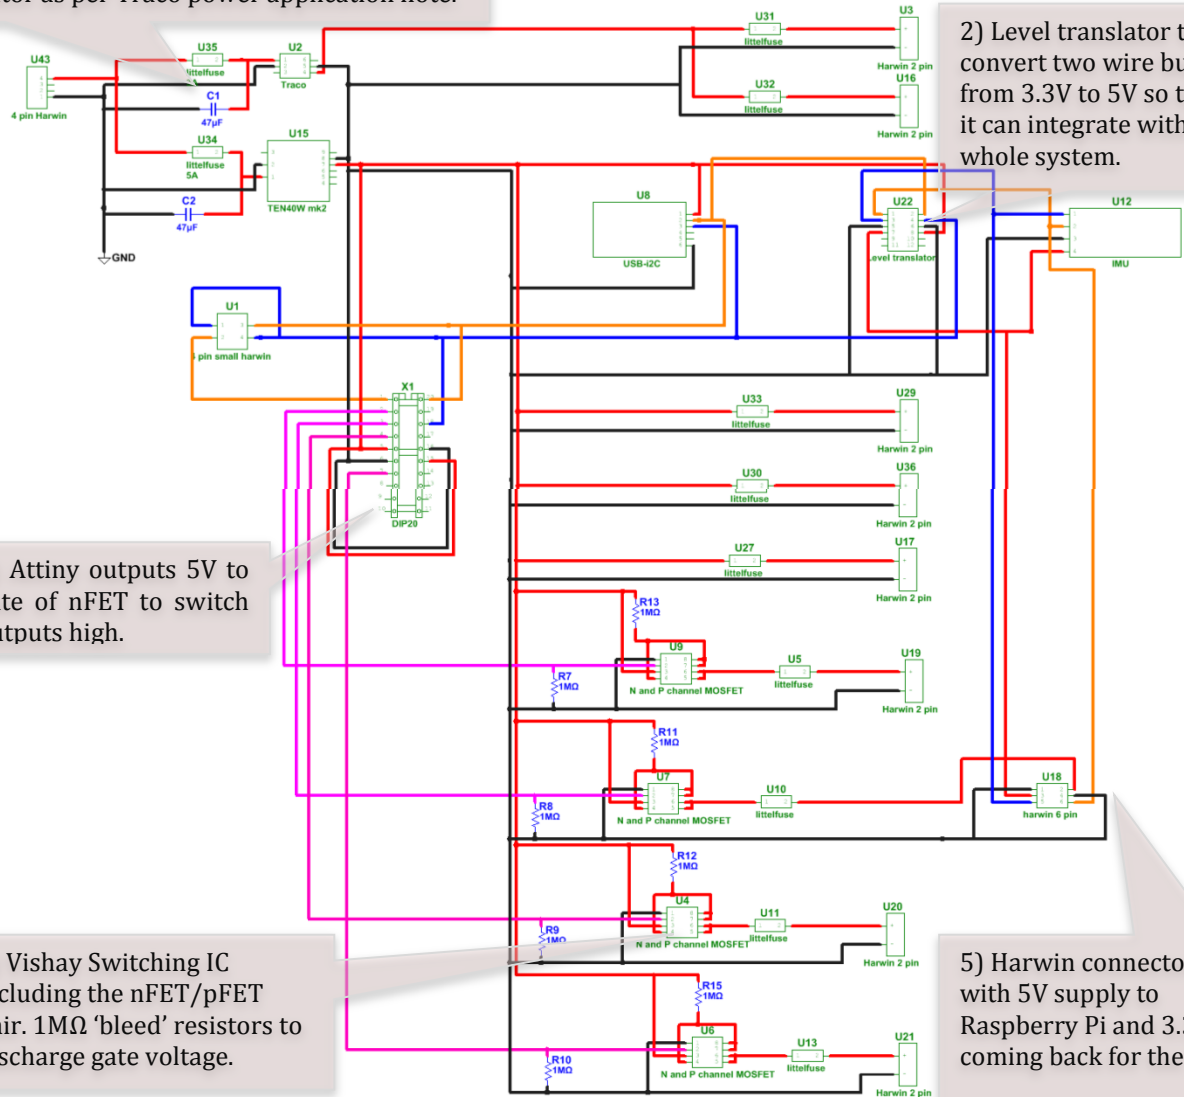 ator as per Traco power application note.
U31
littelfuse
U3
Harwin 2 pin
2) Level translator t
convert two wire bu
from 3.3V to 5V so t
it can integrate with
whole system.
U43
4 pin Harwin
U35
littelfuse
U2
Traco
C1
47µF
U32
littelfuse
U16
Harwin 2 pin
U34
littelfuse
5A
U15
TEN40W mk2
C2
47µF
GND
U8
USB-i2C
U22
Level translator
U12
IMU
U1
pin small harwin
X1
DIP20
U33
littelfuse
U29
Harwin 2 pin
U30
littelfuse
U36
Harwin 2 pin
U27
littelfuse
U17
Harwin 2 pin
Attiny outputs 5V to
te of nFET to switch
utputs high.
R13
1MΩ
U9
N and P channel MOSFET
R7
1MΩ
U5
littelfuse
U19
Harwin 2 pin
R11
1MΩ
U7
N and P channel MOSFET
R8
1MΩ
U10
littelfuse
U18
harwin 6 pin
R12
1MΩ
U4
N and P channel MOSFET
R9
1MΩ
U11
littelfuse
U20
Harwin 2 pin
Vishay Switching IC
cluding the nFET/pFET
air. 1MΩ ‘bleed’ resistors to
scharge gate voltage.
5) Harwin connecto
with 5V supply to
Raspberry Pi and 3.3
coming back for the
R15
1MΩ
U6
N and P channel MOSFET
R10
1MΩ
U13
littelfuse
U21
Harwin 2 pin